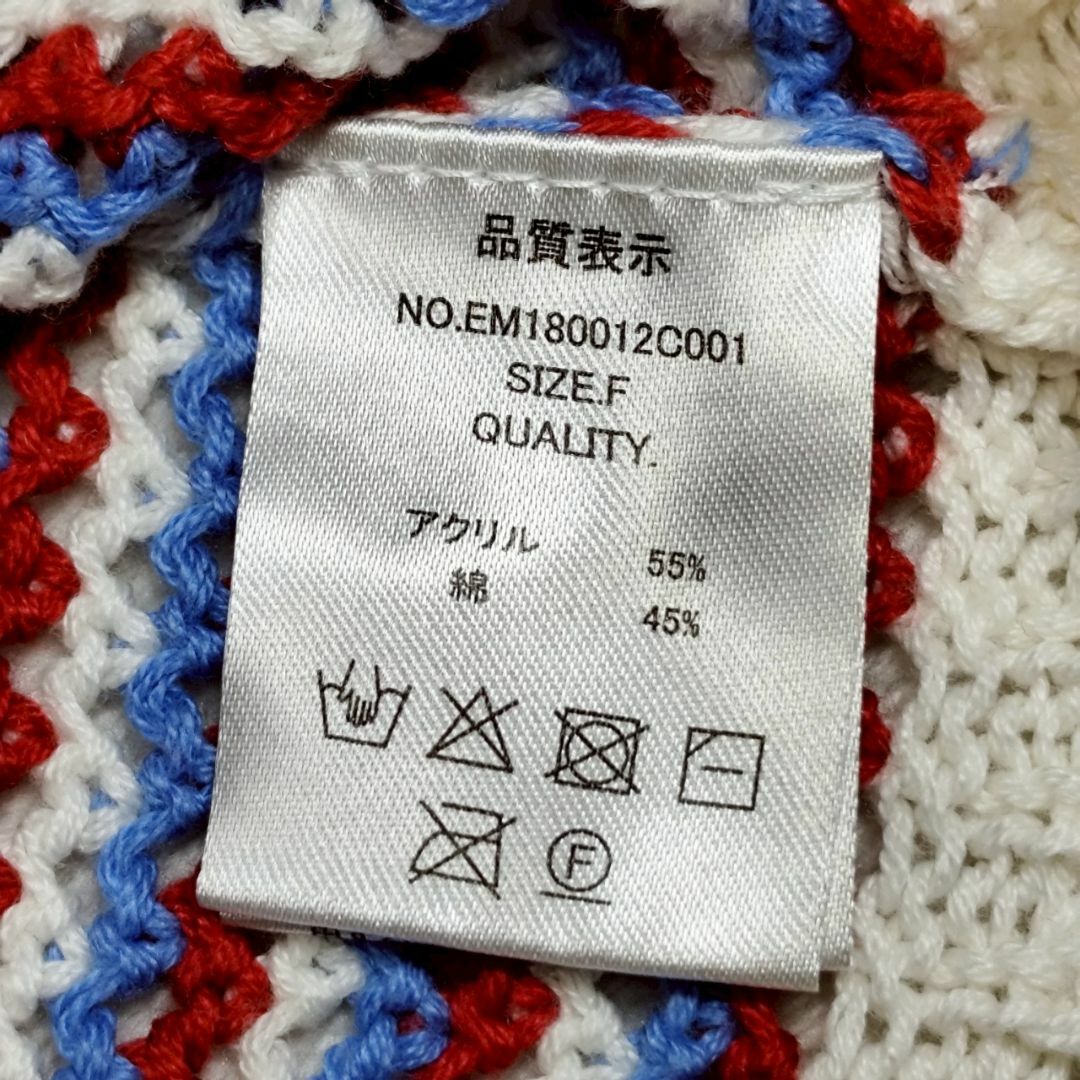 品質表示
NO.EM180012C001
SIZE.F
QUALITY.
アクリル 55%
綿 45%
F